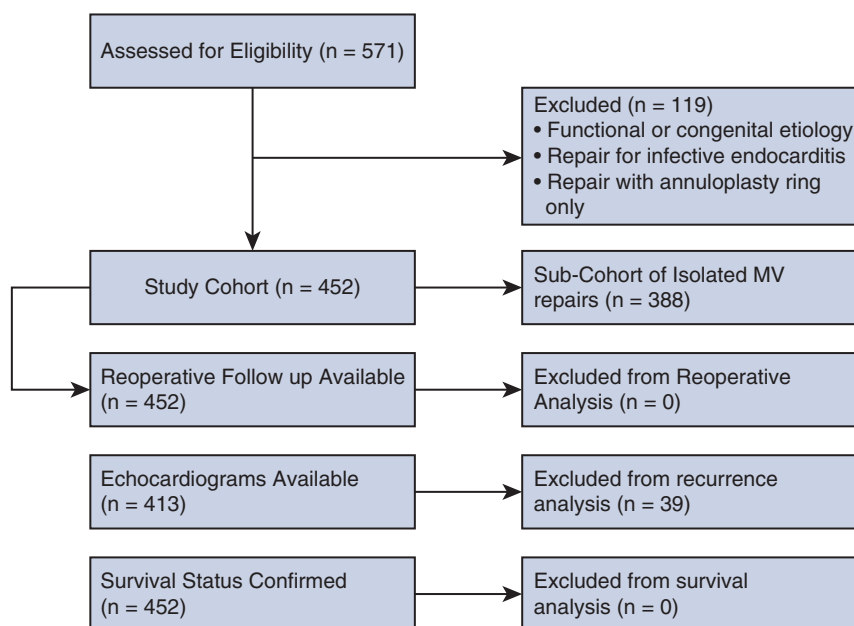 Assessed for Eligibility (n = 571)
Excluded (n = 119)
• Functional or congenital etiology
• Repair for infective endocarditis
• Repair with annuloplasty ring
only
Study Cohort (n = 452)
Sub-Cohort of Isolated MV
repairs (n = 388)
Reoperative Follow up Available
(n = 452)
Excluded from Reoperative
Analysis (n = 0)
Echocardiograms Available
(n = 413)
Excluded from recurrence
analysis (n = 39)
Survival Status Confirmed
(n = 452)
Excluded from survival
analysis (n = 0)